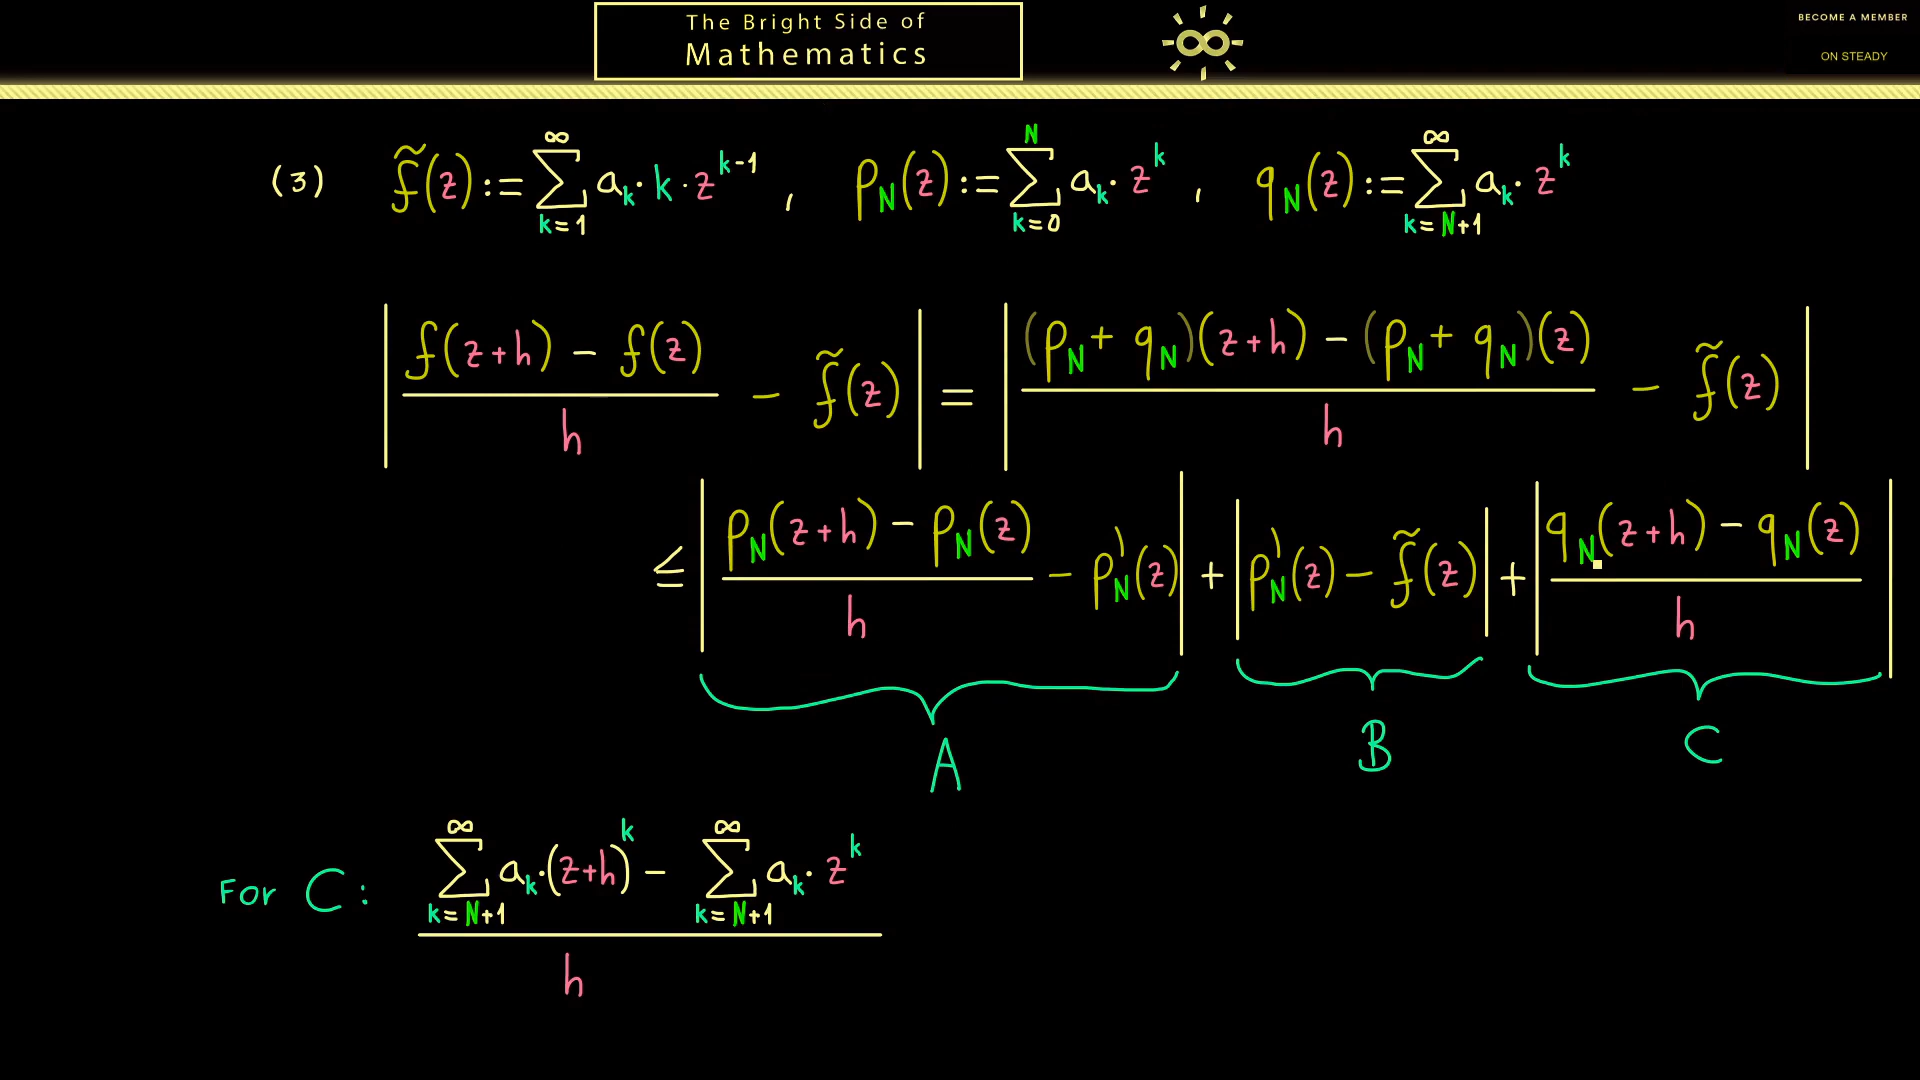 The Bright Side of
Mathematics
BECOME A MEMBER
ON STEADY
(3) f̃(z) := ∑_{k=1}^{∞} a_k · k · z^{k-1} , p_N(z) := ∑_{k=0}^{N} a_k · z^k , q_N(z) := ∑_{k=N+1}^{∞} a_k · z^k
| (f(z+h) − f(z)) / h − f̃(z) | = | ((p_N + q_N)(z+h) − (p_N + q_N)(z)) / h − f̃(z) |
≤ | (p_N(z+h) − p_N(z)) / h − p_N'(z) | + | p_N'(z) − f̃(z) | + | (q_N(z+h) − q_N(z)) / h |
A B C
For C: (∑_{k=N+1}^{∞} a_k · (z+h)^k − ∑_{k=N+1}^{∞} a_k · z^k) / h